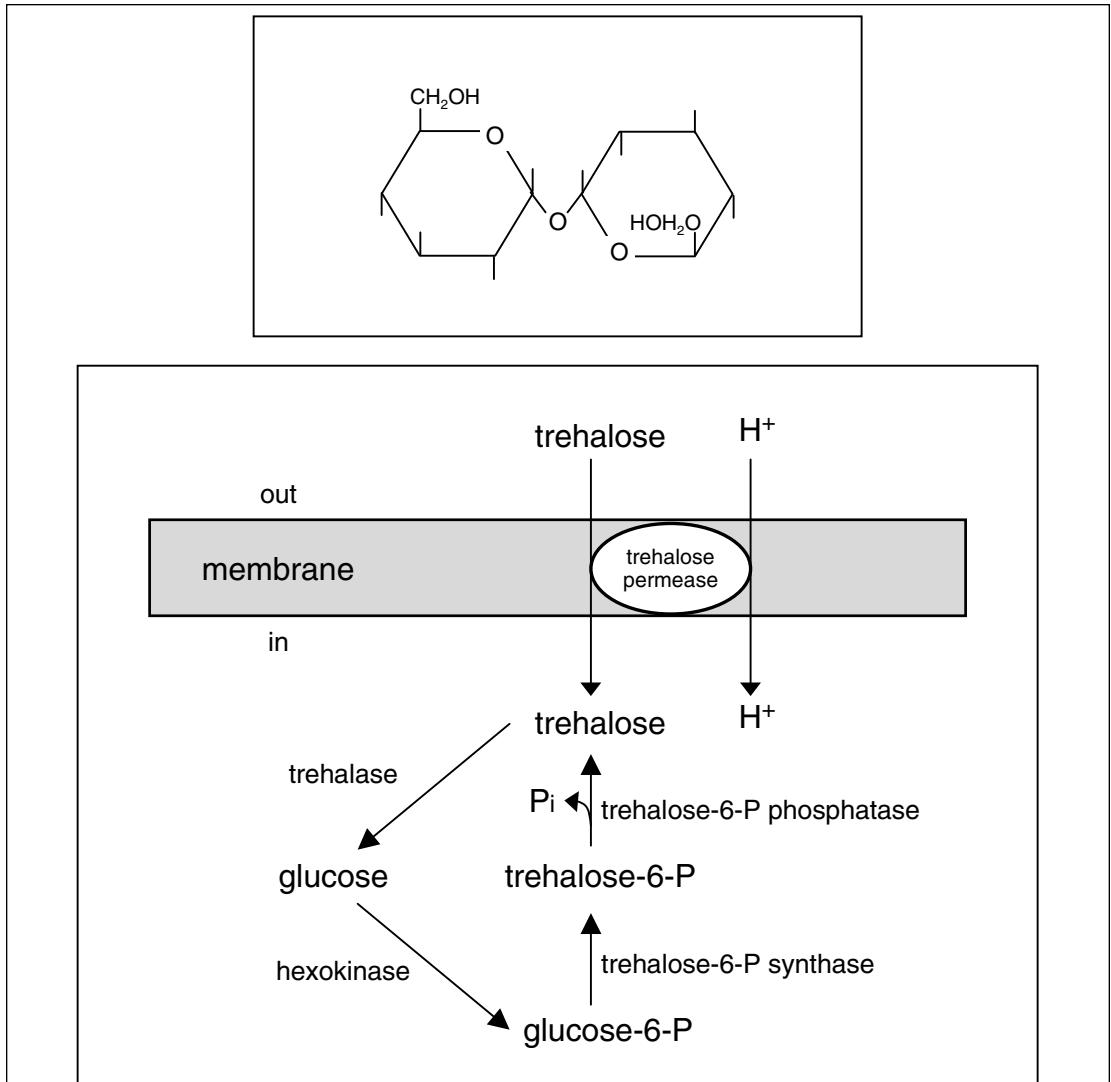 CH₂OH
O
O
HOH₂O
O
trehalose
H⁺
out
membrane
trehalose
permease
in
trehalose
H⁺
trehalase
Pi
trehalose-6-P phosphatase
glucose
trehalose-6-P
hexokinase
trehalose-6-P synthase
glucose-6-P